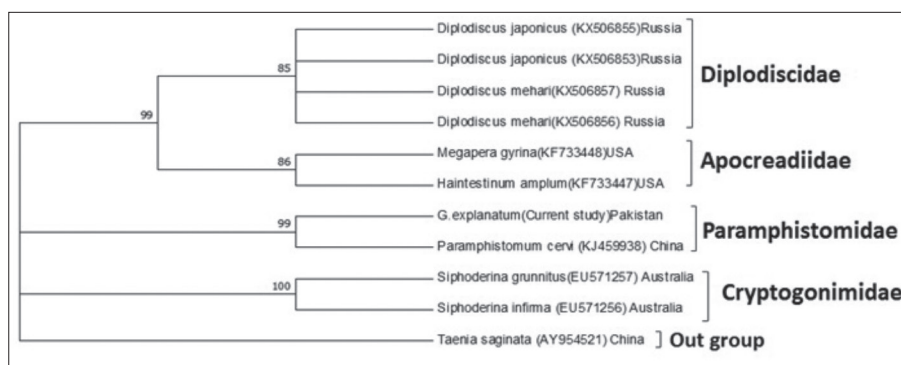 Diplodiscus japonicus (KX506855)Russia
85
Diplodiscus japonicus (KX506853)Russia
Diplodiscidae
Diplodiscus mehari(KX506857) Russia
99
Diplodiscus mehari(KX506856) Russia
Megapera gyrina(KF733448)USA
86
Apocreadiidae
Haintestinum amplum(KF733447)USA
G.explanatum(Current study)Pakistan
99
Paramphistomidae
Paramphistomum cervi (KJ459938) China
Siphoderina grunnitus(EU571257) Australia
100
Cryptogonimidae
Siphoderina infirma (EU571256) Australia
Taenia saginata (AY954521) China
Out group